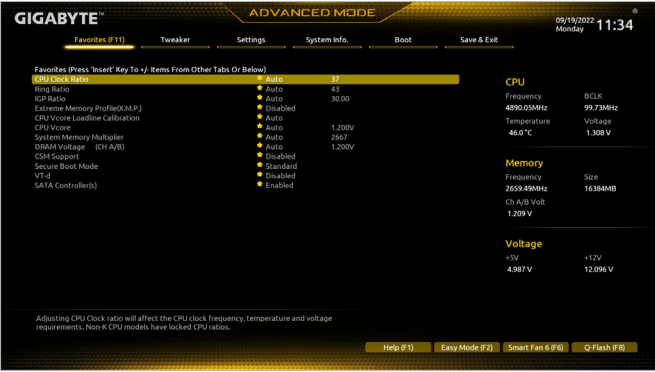 GIGABYTE™
ADVANCED MODE
09/19/2022
Monday
11:34
Favorites (F11) Tweaker Settings System Info. Boot Save & Exit
Favorites (Press 'Insert' Key To +/- Items From Other Tabs Or Below)
CPU Clock Ratio Auto 37
Ring Ratio Auto 43
IGP Ratio Auto 30.00
Extreme Memory Profile(X.M.P.) Disabled
CPU Vcore Loadline Calibration Auto
CPU Vcore Auto 1.200V
System Memory Multiplier Auto 2667
DRAM Voltage (CH A/B) Auto 1.200V
CSM Support Disabled
Secure Boot Mode Standard
VT-d Disabled
SATA Controller(s) Enabled
CPU
Frequency BCLK
4890.05MHz 99.73MHz
Temperature Voltage
46.0 °C 1.308 V
Memory
Frequency Size
2659.49MHz 16384MB
Ch A/B Volt
1.209 V
Voltage
+5V +12V
4.987 V 12.096 V
Adjusting CPU Clock ratio will affect the CPU clock frequency, temperature and voltage
requirements. Non-K CPU models have locked CPU ratios.
Help (F1) Easy Mode (F2) Smart Fan 6 (F6) Q-Flash (F8)